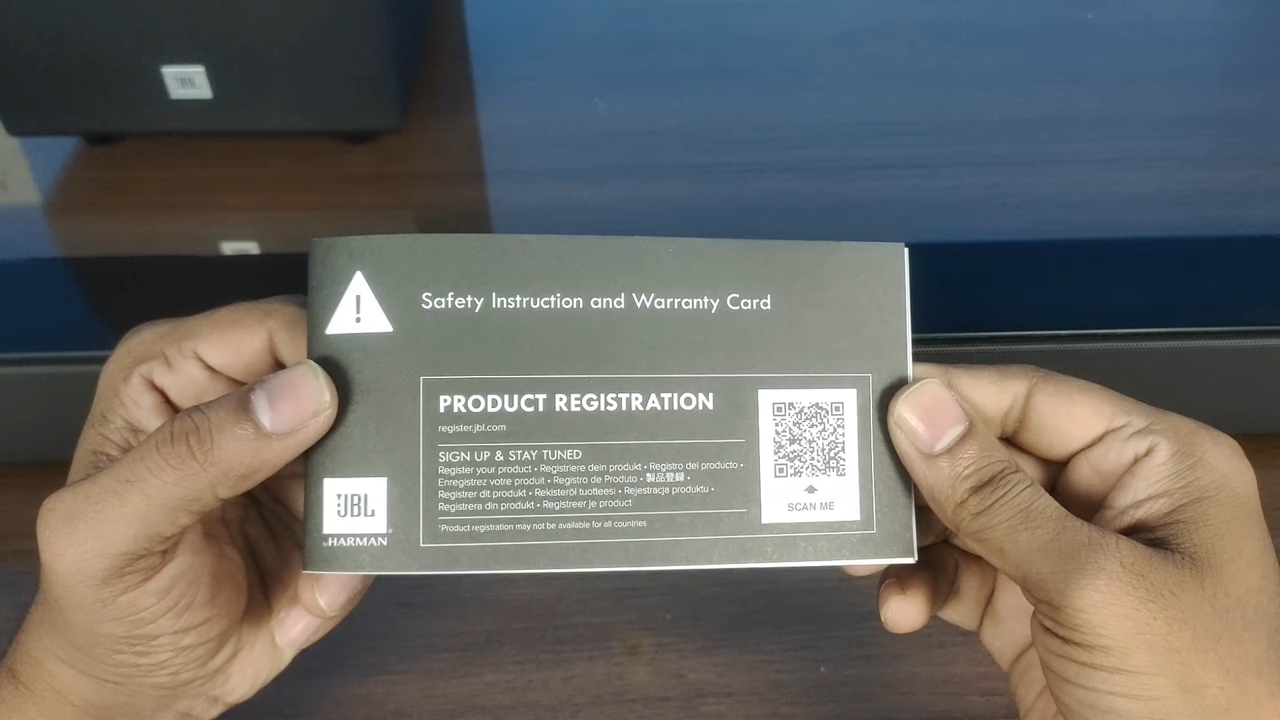 JBL
Safety Instruction and Warranty Card
PRODUCT REGISTRATION
register.jbl.com
SIGN UP & STAY TUNED
Register your product • Registriere dein produkt • Registro del producto •
Enregistrez votre produit • Registro de Produto • 製品登録 •
Registrer dit produkt • Rekisteröi tuotteesi • Rejestracja produktu •
Registrera din produkt • Registreer je product
*Product registration may not be available for all countries
SCAN ME
JBL
by HARMAN